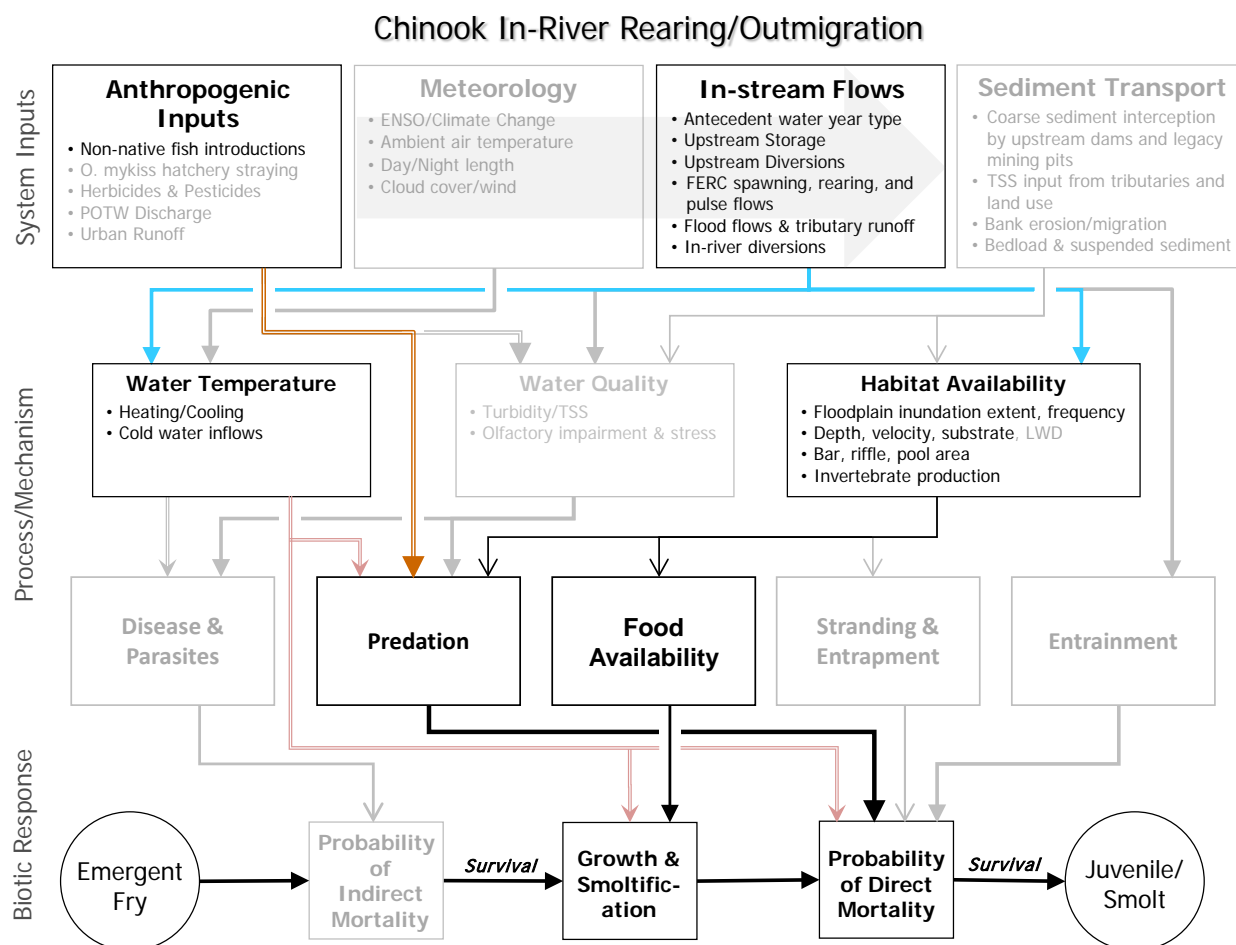 Chinook In-River Rearing/Outmigration
System Inputs
Anthropogenic
Inputs
• Non-native fish introductions
• O. mykiss hatchery straying
• Herbicides & Pesticides
• POTW Discharge
• Urban Runoff
Meteorology
• ENSO/Climate Change
• Ambient air temperature
• Day/Night length
• Cloud cover/wind
In-stream Flows
• Antecedent water year type
• Upstream Storage
• Upstream Diversions
• FERC spawning, rearing, and
pulse flows
• Flood flows & tributary runoff
• In-river diversions
Sediment Transport
• Coarse sediment interception
by upstream dams and legacy
mining pits
• TSS input from tributaries and
land use
• Bank erosion/migration
• Bedload & suspended sediment
Process/Mechanism
Water Temperature
• Heating/Cooling
• Cold water inflows
Water Quality
• Turbidity/TSS
• Olfactory impairment & stress
Habitat Availability
• Floodplain inundation extent, frequency
• Depth, velocity, substrate, LWD
• Bar, riffle, pool area
• Invertebrate production
Disease &
Parasites
Predation
Food
Availability
Stranding &
Entrapment
Entrainment
Biotic Response
Emergent
Fry
Probability
of
Indirect
Mortality
Survival
Growth &
Smoltific-
ation
Probability
of Direct
Mortality
Survival
Juvenile/
Smolt